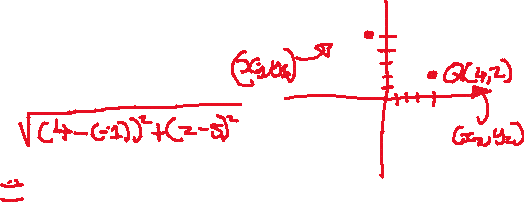 (x₁, y₁)
Q(4,2)
(x₂, y₂)
√((4-(-1))²+(2-5)²
=